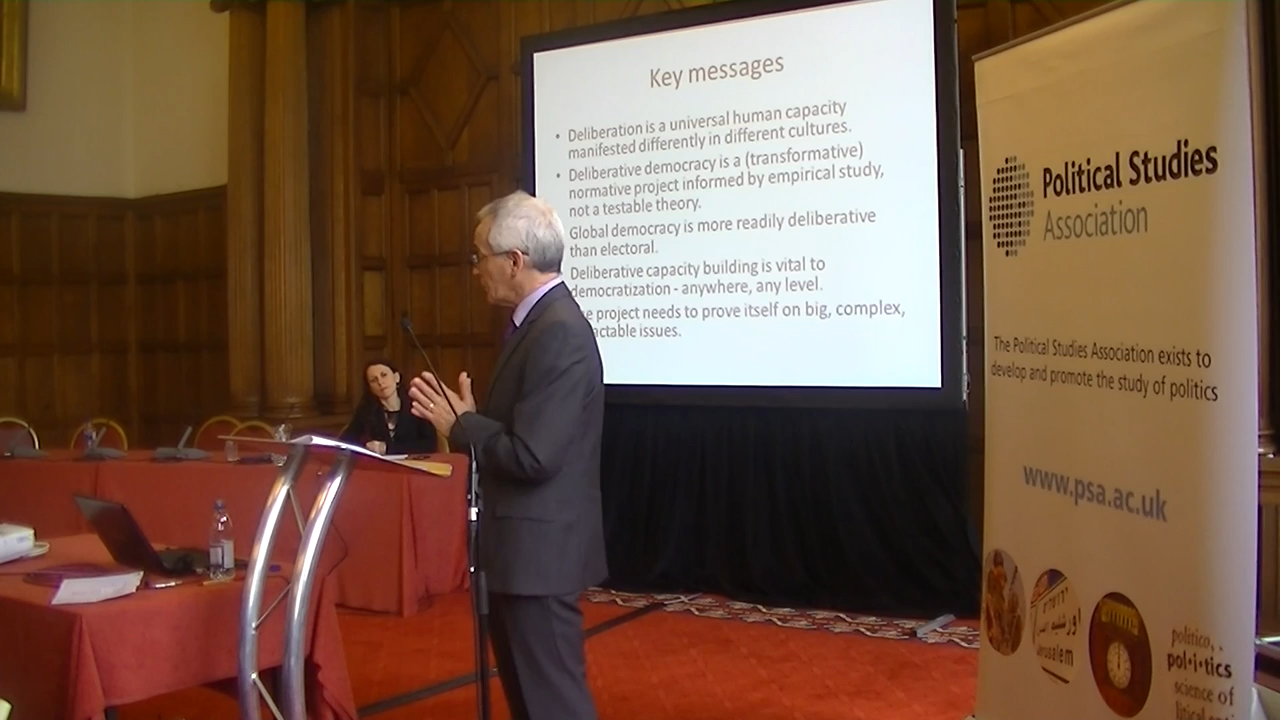 Key messages
• Deliberation is a universal human capacity
manifested differently in different cultures.
• Deliberative democracy is a (transformative)
normative project informed by empirical study,
not a testable theory.
Global democracy is more readily deliberative
than electoral.
Deliberative capacity building is vital to
democratization - anywhere, any level.
project needs to prove itself on big, complex,
issues.
Political Studies
Association
The Political Studies Association exists to
develop and promote the study of politics
www.psa.ac.uk
ירושלים
Jerusalem
politico,
pol•i•tics
science of